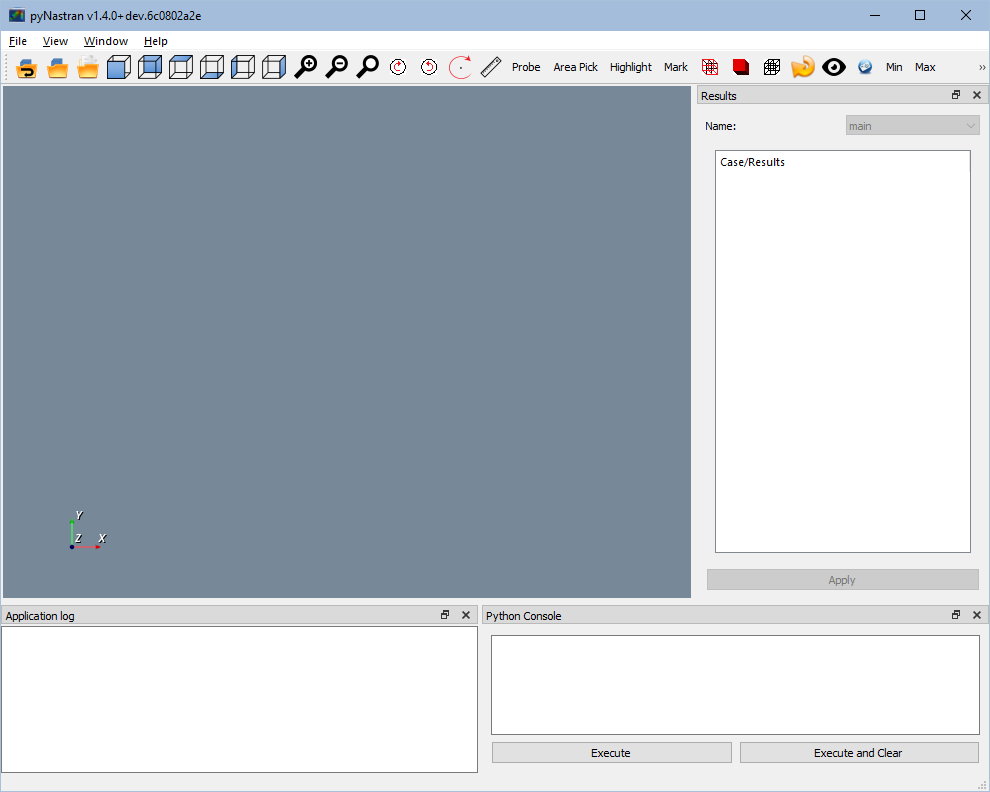 pyNastran v1.4.0+dev.6c0802a2e
File View Window Help
Probe Area Pick Highlight Mark Min Max »
Results
Name: main
Case/Results
Y
Z X
Apply
Application log
Python Console
Execute Execute and Clear